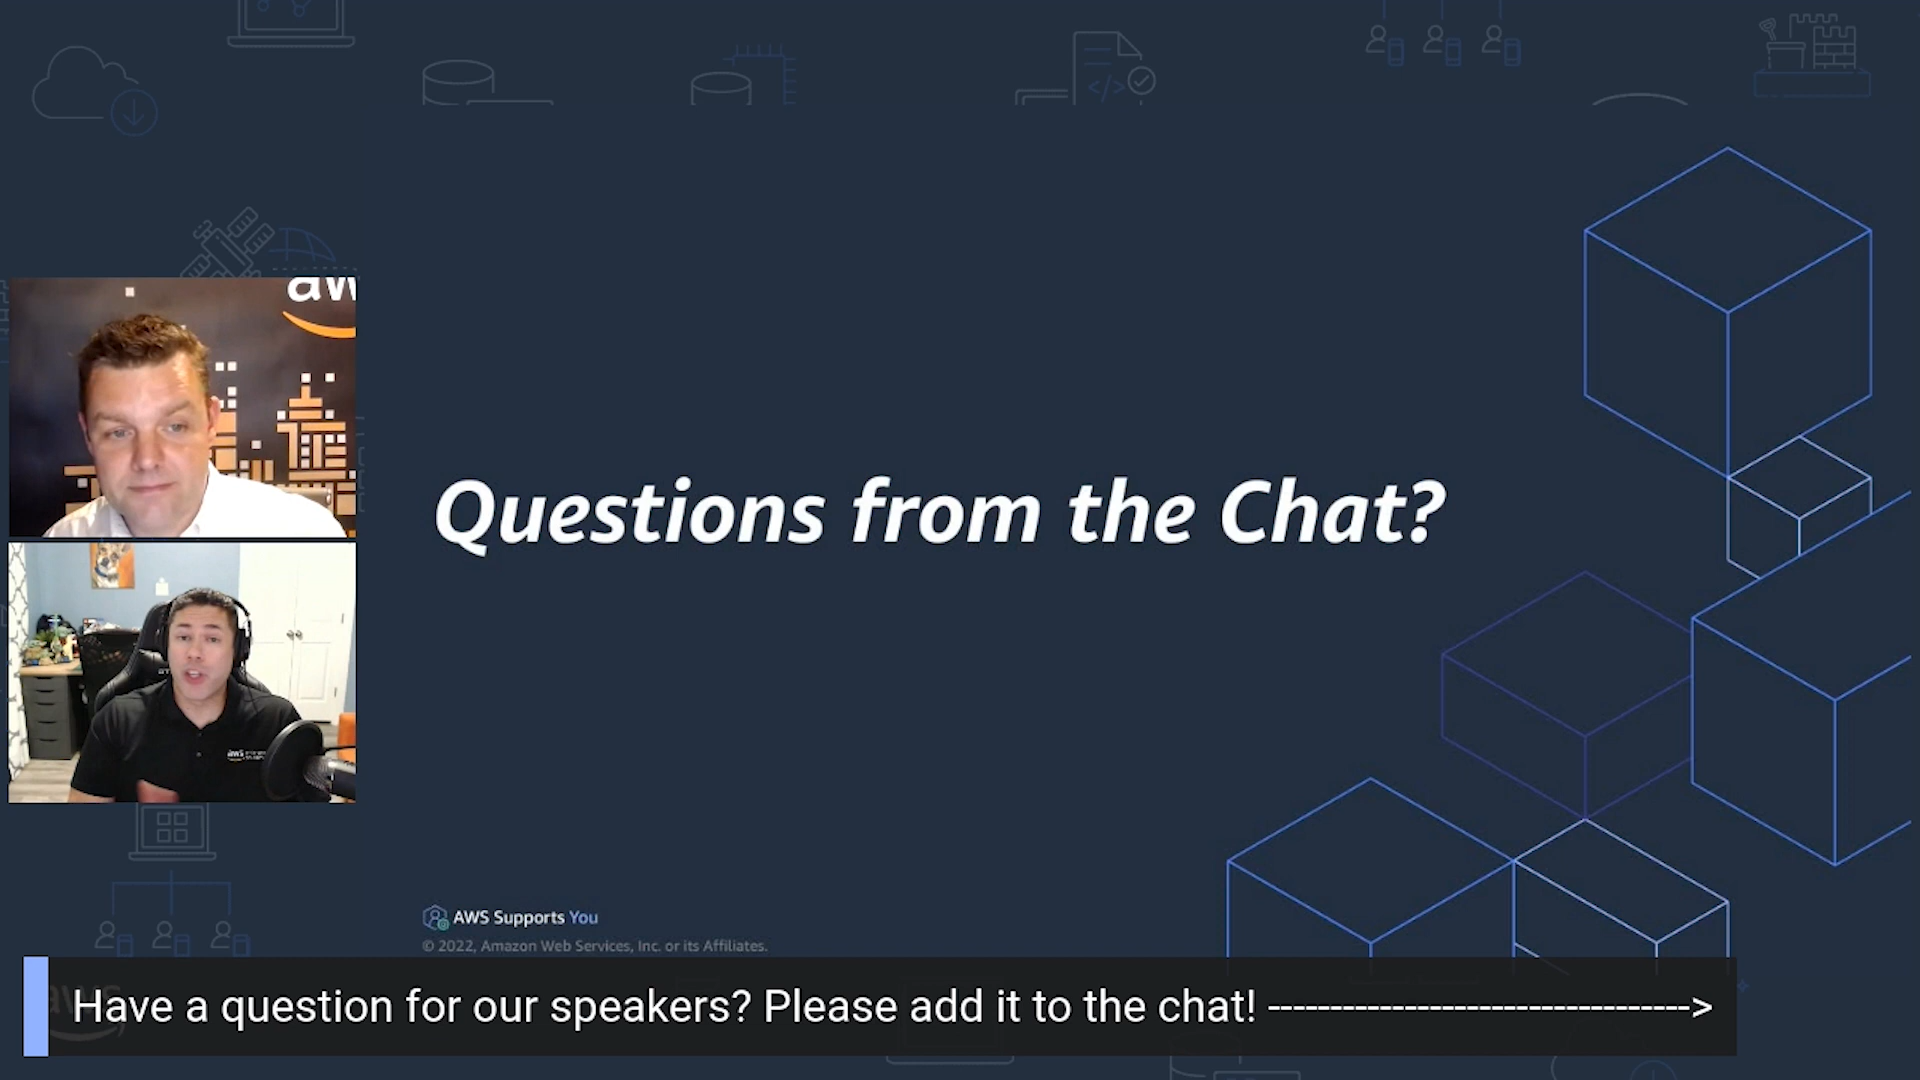 Questions from the Chat?
aws
AWS Supports You
© 2022, Amazon Web Services, Inc. or its Affiliates.
Have a question for our speakers? Please add it to the chat! ---------------------------------->